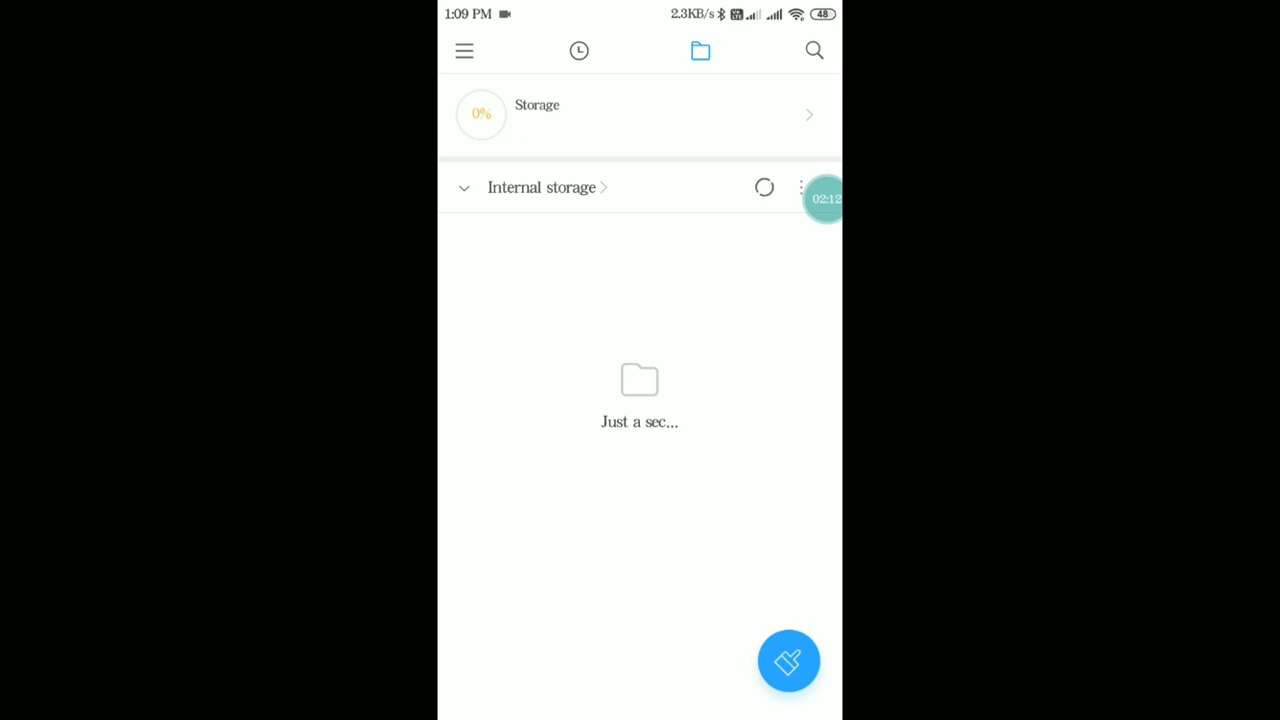 1:09 PM 2.3KB/s 48
0% Storage
Internal storage
02:12
Just a sec...